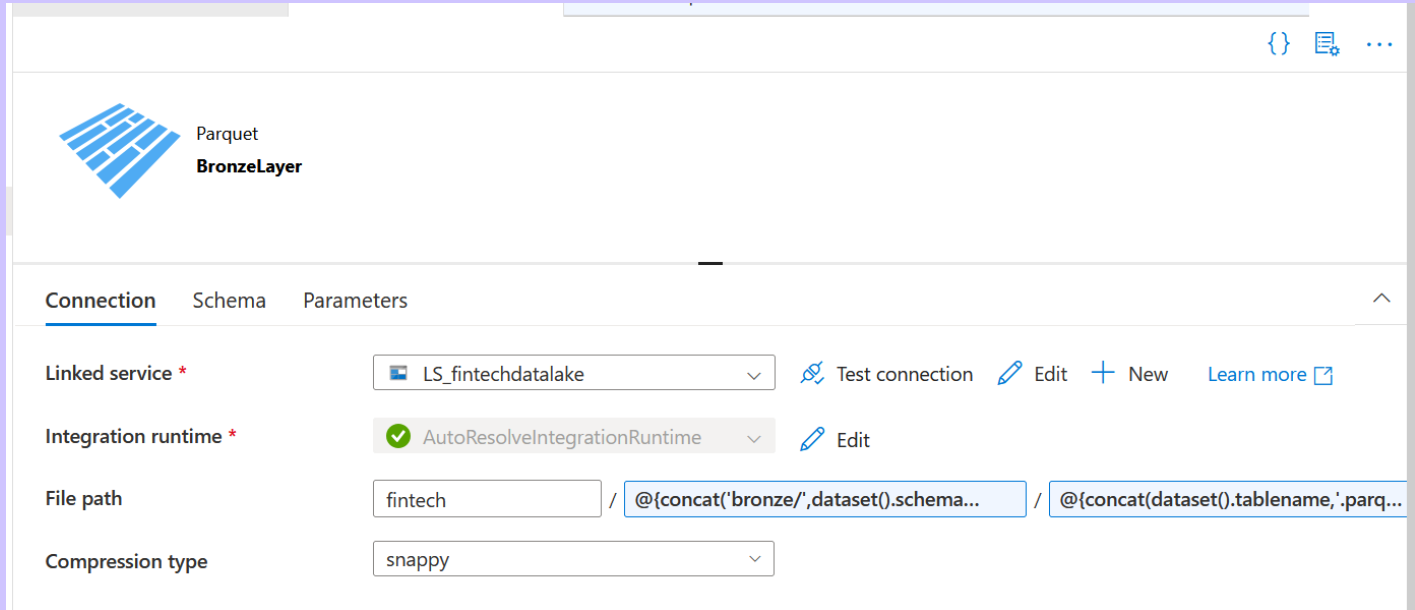 {}
Parquet
BronzeLayer
Connection Schema Parameters
Linked service * LS_fintechdatalake Test connection Edit New Learn more
Integration runtime * AutoResolveIntegrationRuntime Edit
File path fintech / @{concat('bronze/',dataset().schema... / @{concat(dataset().tablename,'.parq...
Compression type snappy